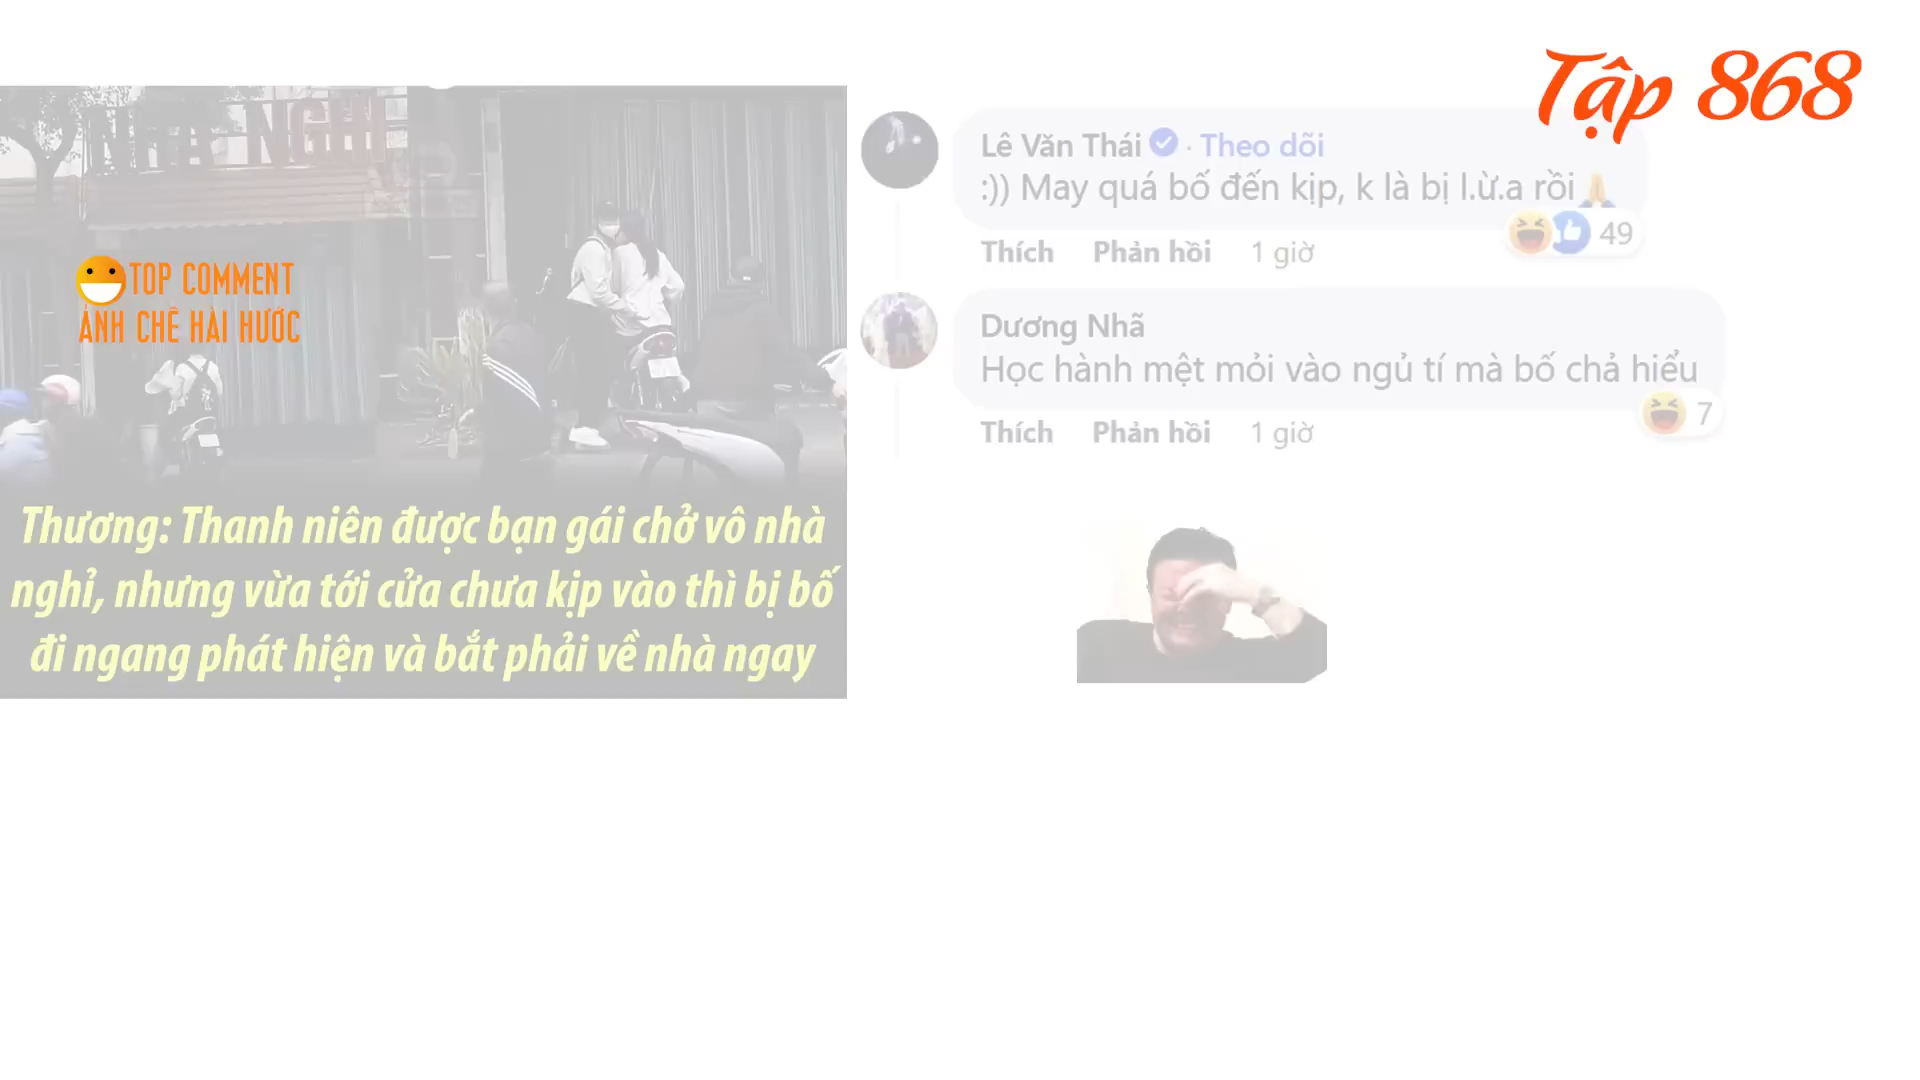 Tập 868
NHÀ NGHỈ
TOP COMMENT
ẢNH CHẾ HÀI HƯỚC
Thương: Thanh niên được bạn gái chở vô nhà
nghỉ, nhưng vừa tới cửa chưa kịp vào thì bị bố
đi ngang phát hiện và bắt phải về nhà ngay
Lê Văn Thái · Theo dõi
:)) May quá bố đến kịp, k là bị l.ừ.a rồi
49
Thích Phản hồi 1 giờ
Dương Nhã
Học hành mệt mỏi vào ngủ tí mà bố chả hiểu
7
Thích Phản hồi 1 giờ